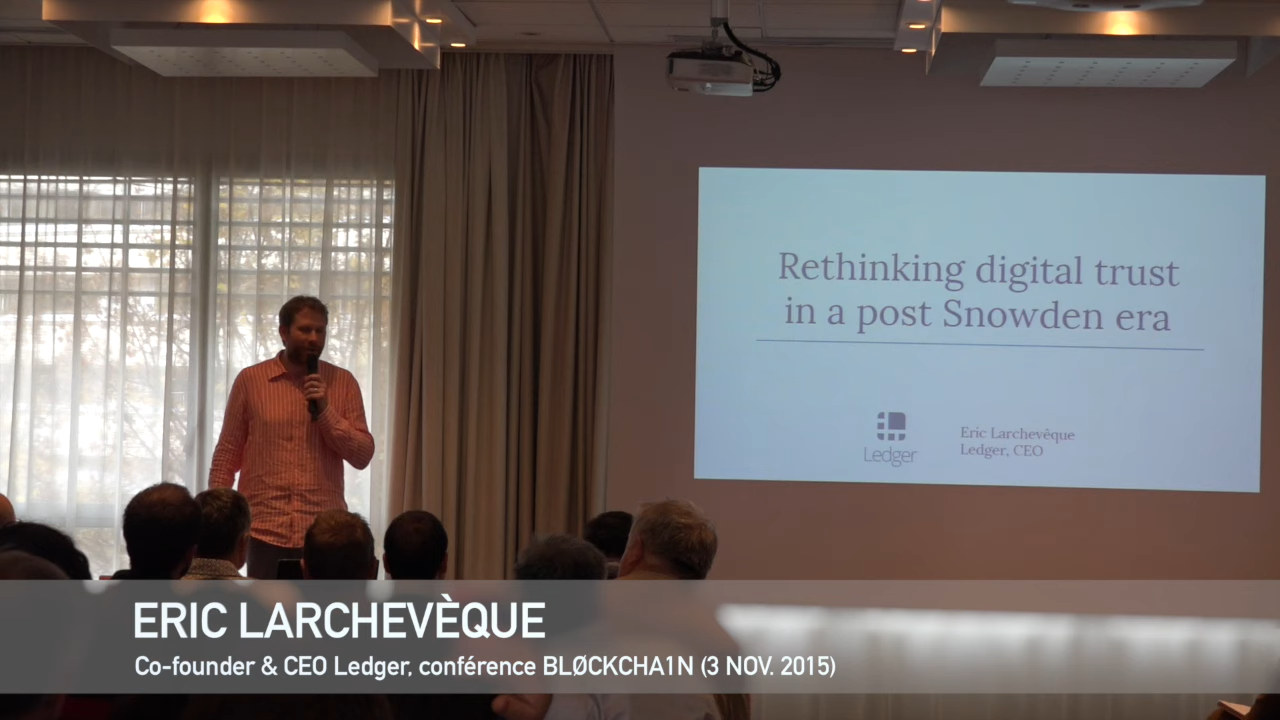 Rethinking digital trust
in a post Snowden era
Ledger
Eric Larchevêque
Ledger, CEO
ERIC LARCHEVÈQUE
Co-founder & CEO Ledger, conférence BLØCKCHA1N (3 NOV. 2015)